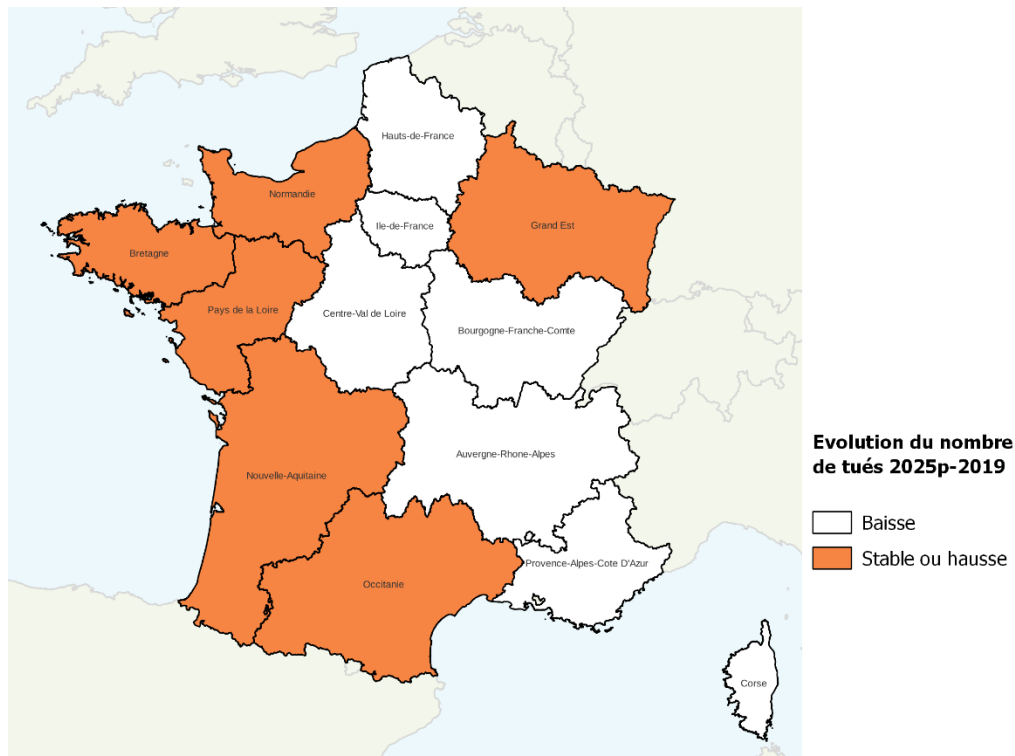 Hauts-de-France
Normandie
Ile-de-France
Grand Est
Bretagne
Pays de la Loire
Centre-Val de Loire
Bourgogne-Franche-Comte
Auvergne-Rhone-Alpes
Nouvelle-Aquitaine
Provence-Alpes-Cote D'Azur
Occitanie
Corse
Evolution du nombre
de tués 2025p-2019
Baisse
Stable ou hausse